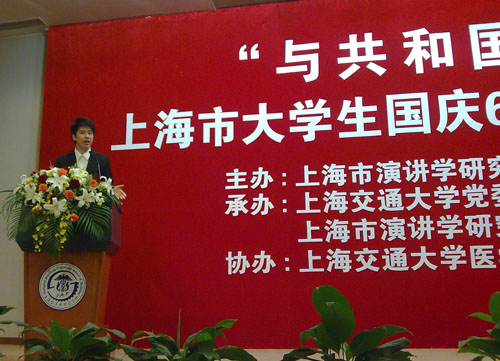 “与共和国
上海市大学生国庆6
主办：上海市演讲学研究
承办：上海交通大学党委
上海市演讲学研究
协办：上海交通大学医